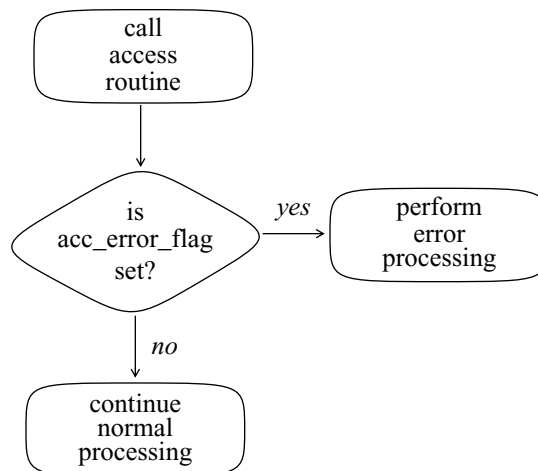 call
access
routine
is
acc_error_flag
set?
yes
perform
error
processing
no
continue
normal
processing